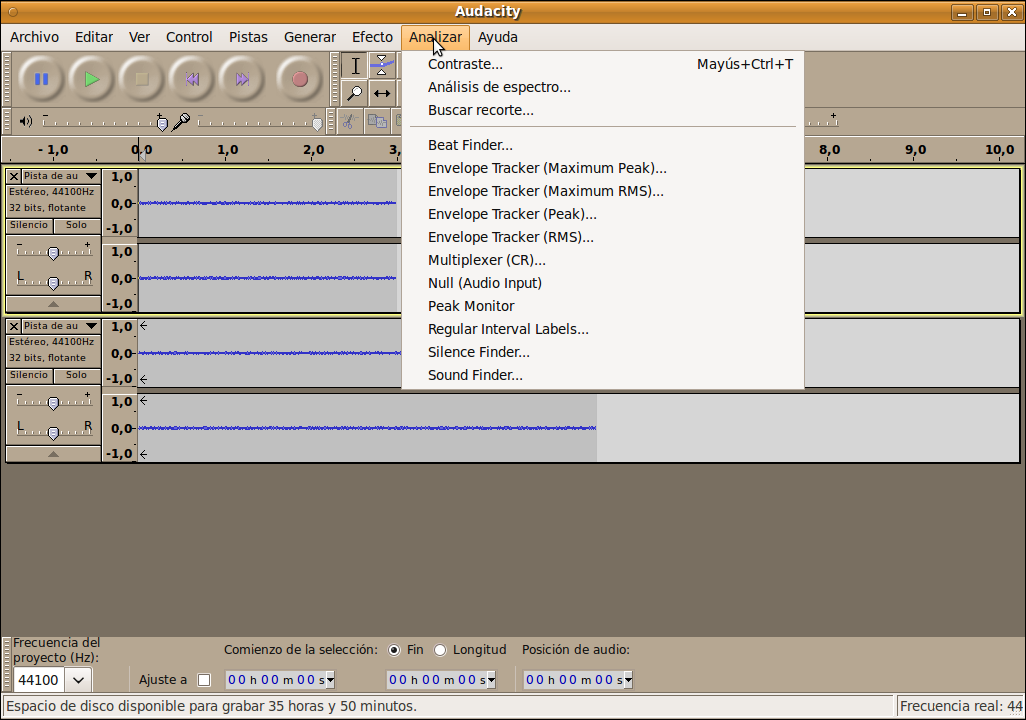 Audacity
Archivo Editar Ver Control Pistas Generar Efecto Analizar Ayuda
Contraste... Mayús+Ctrl+T
Análisis de espectro...
Buscar recorte...
Beat Finder...
Envelope Tracker (Maximum Peak)...
Envelope Tracker (Maximum RMS)...
Envelope Tracker (Peak)...
Envelope Tracker (RMS)...
Multiplexer (CR)...
Null (Audio Input)
Peak Monitor
Regular Interval Labels...
Silence Finder...
Sound Finder...
- 1,0 0,0 1,0 2,0 3, 8,0 9,0 10,0
Pista de au 1,0
Estéreo, 44100Hz
32 bits, flotante 0,0
Silencio Solo -1,0
- + 1,0
L R 0,0
-1,0
Pista de au 1,0
Estéreo, 44100Hz
32 bits, flotante 0,0
Silencio Solo -1,0
- + 1,0
L R 0,0
-1,0
Frecuencia del
proyecto (Hz):
Comienzo de la selección: Fin Longitud Posición de audio:
44100 Ajuste a 00 h 00 m 00 s 00 h 00 m 00 s 00 h 00 m 00 s
Espacio de disco disponible para grabar 35 horas y 50 minutos. Frecuencia real: 44